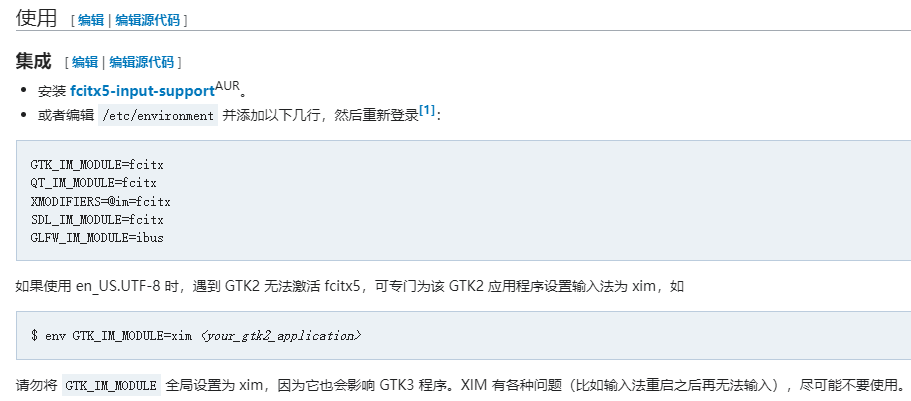 使用 [ 编辑 | 编辑源代码 ]
集成 [ 编辑 | 编辑源代码 ]
• 安装 fcitx5-input-supportAUR。
• 或者编辑 /etc/environment 并添加以下几行，然后重新登录[1]：
GTK_IM_MODULE=fcitx
QT_IM_MODULE=fcitx
XMODIFIERS=@im=fcitx
SDL_IM_MODULE=fcitx
GLFW_IM_MODULE=ibus
如果使用 en_US.UTF-8 时，遇到 GTK2 无法激活 fcitx5，可专门为该 GTK2 应用程序设置输入法为 xim，如
$ env GTK_IM_MODULE=xim <your_gtk2_application>
请勿将 GTK_IM_MODULE 全局设置为 xim，因为它也会影响 GTK3 程序。XIM 有各种问题（比如输入法重启之后再无法输入），尽可能不要使用。